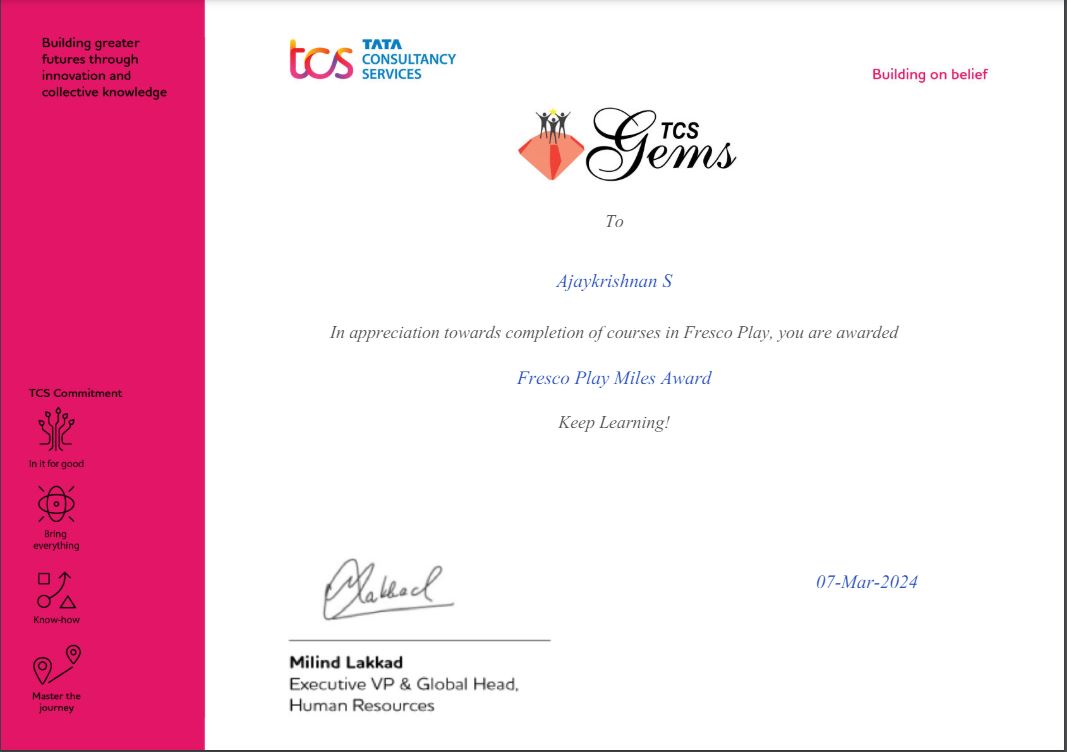 Building greater
futures through
innovation and
collective knowledge
tcs TATA
CONSULTANCY
SERVICES
Building on belief
TCS
Gems
To
Ajaykrishnan S
In appreciation towards completion of courses in Fresco Play, you are awarded
Fresco Play Miles Award
Keep Learning!
TCS Commitment
In it for good
Bring
everything
Know-how
Master the
journey
Lakkad
07-Mar-2024
Milind Lakkad
Executive VP & Global Head,
Human Resources